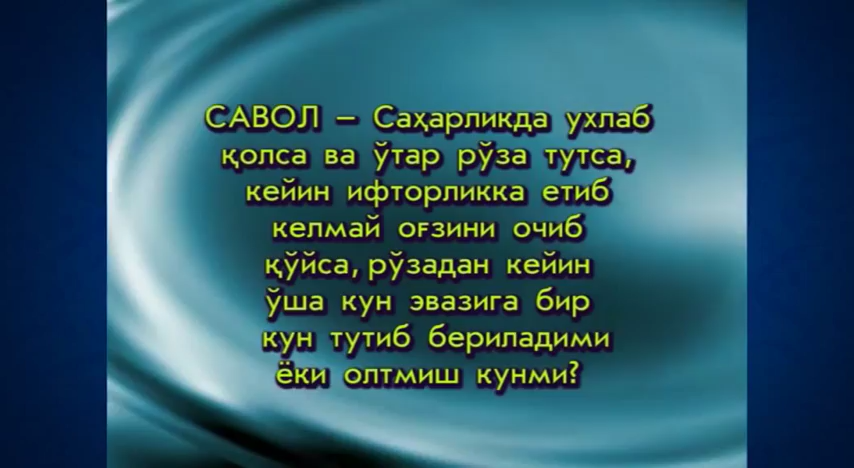 САВОЛ – Саҳарликда ухлаб
қолса ва ўтар рўза тутса,
кейин ифторликка етиб
келмай оғзини очиб
қўйса, рўзадан кейин
ўша кун эвазига бир
кун тутиб бериладими
ёки олтмиш кунми?